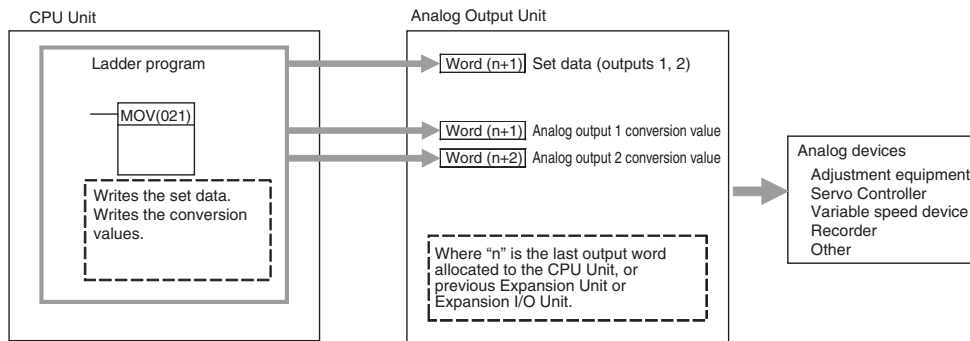 CPU Unit
Analog Output Unit
Ladder program
MOV(021)
Writes the set data.
Writes the conversion
values.
Word (n+1) Set data (outputs 1, 2)
Word (n+1) Analog output 1 conversion value
Word (n+2) Analog output 2 conversion value
Where “n” is the last output word
allocated to the CPU Unit, or
previous Expansion Unit or
Expansion I/O Unit.
Analog devices
Adjustment equipment
Servo Controller
Variable speed device
Recorder
Other